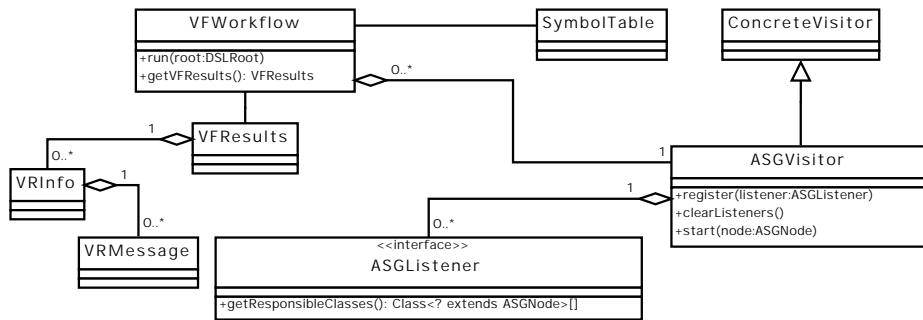 VFWorkflow
SymbolTable
ConcreteVisitor
+run(root:DSLRoot)
+getVFResults(): VFResults
0..*
VFResults
1
0..*
1
VRInfo
1
ASGVisitor
+register(listener:ASGListener)
+clearListeners()
+start(node:ASGNode)
1
0..*
0..*
VRMessage
<<interface>>
ASGListener
+getResponsibleClasses(): Class<? extends ASGNode>[]